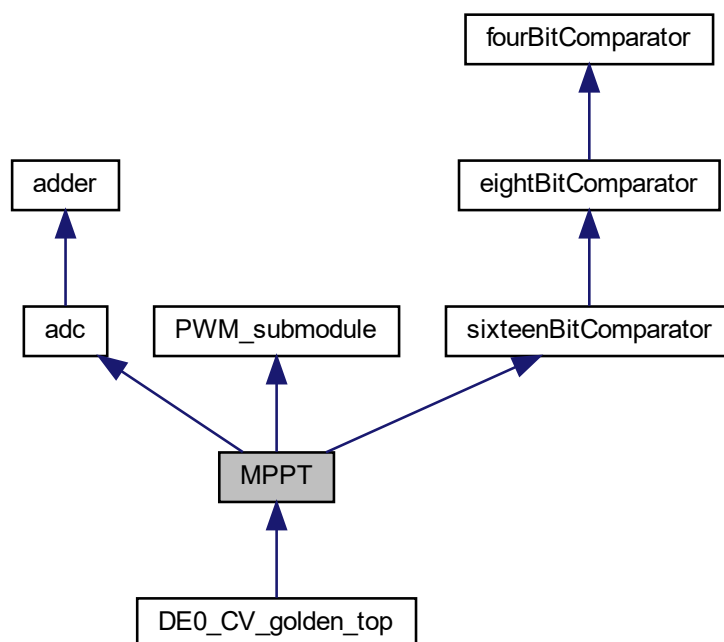 fourBitComparator
adder
eightBitComparator
adc
PWM_submodule
sixteenBitComparator
MPPT
DE0_CV_golden_top